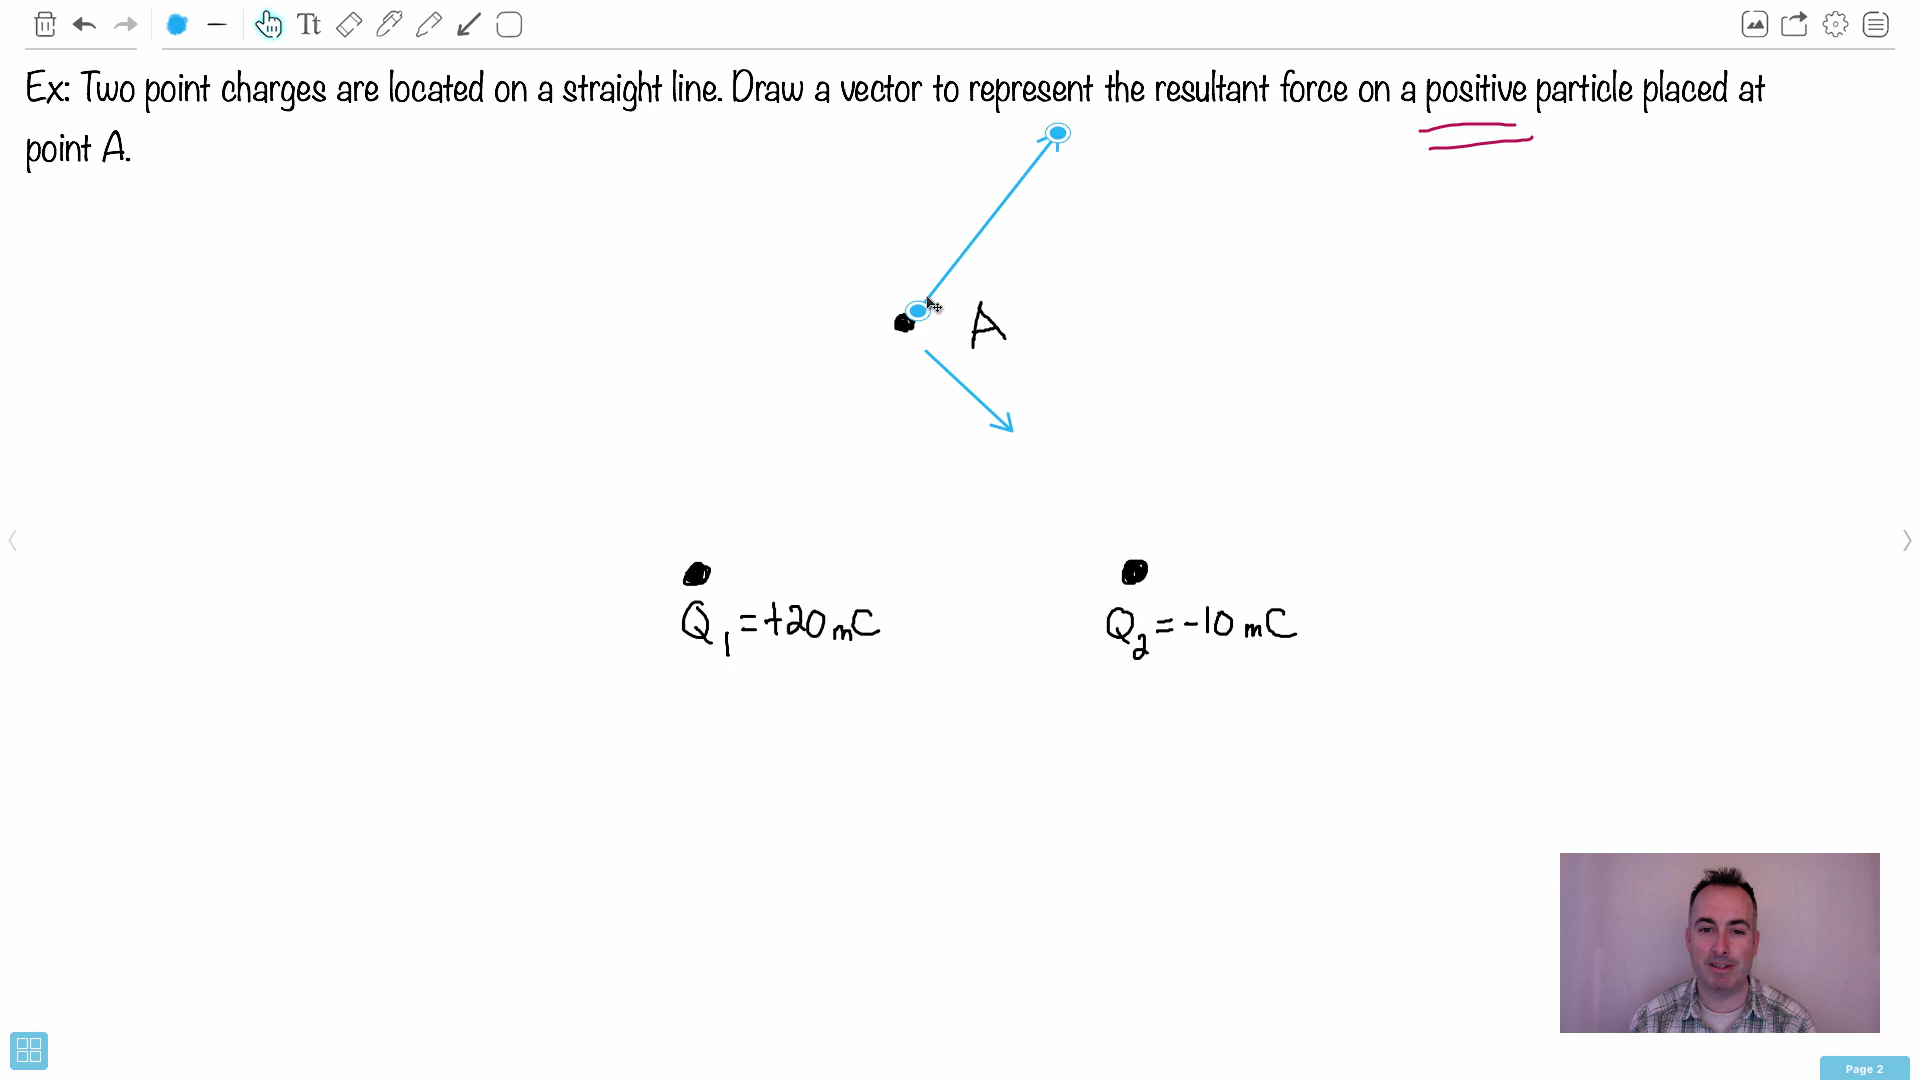 Tt
Ex: Two point charges are located on a straight line. Draw a vector to represent the resultant force on a positive particle placed at
point A.
A
Q₁ = +20 mC
Q₂ = -10 mC
Page 2